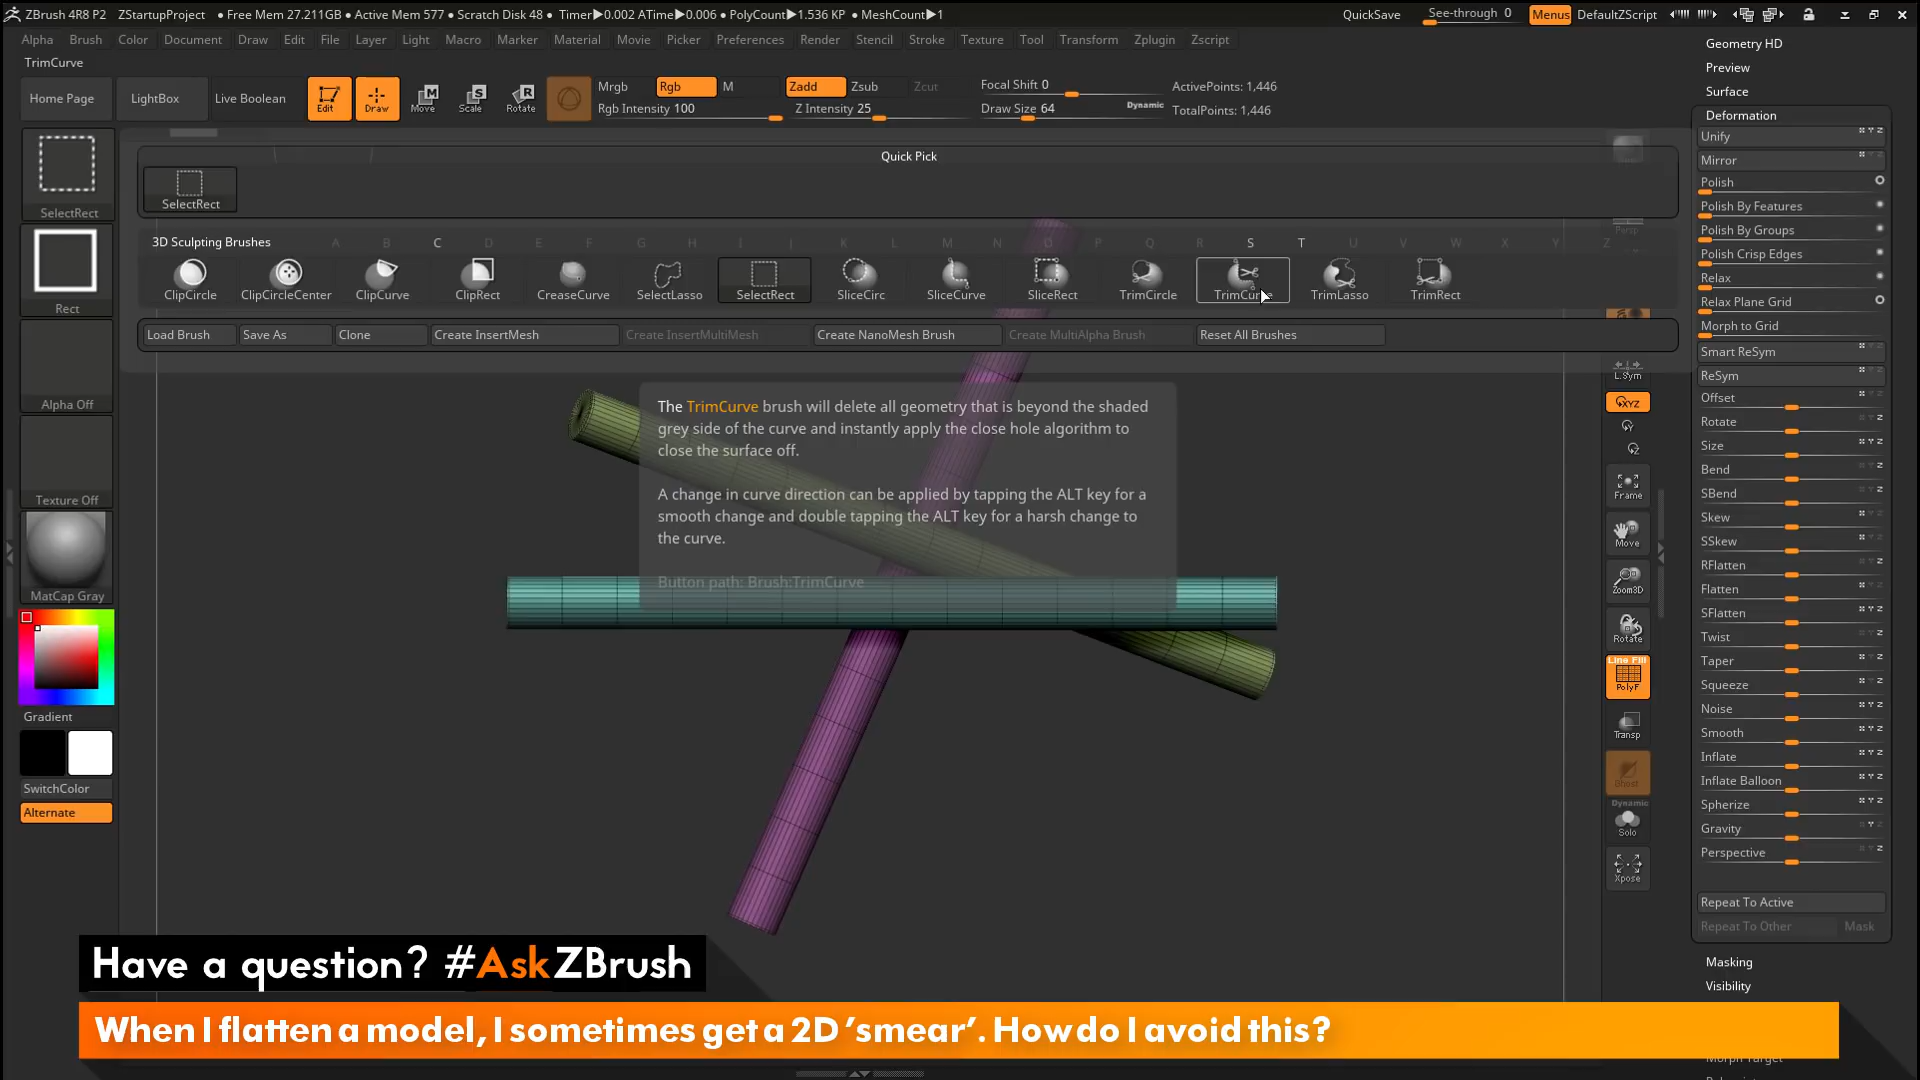 ZBrush 4R8 P2 ZStartupProject • Free Mem 27.211GB • Active Mem 577 • Scratch Disk 48 • Timer▶0.002 ATime▶0.006 • PolyCount▶1.536 KP • MeshCount▶1 QuickSave See-through 0 Menus DefaultZScript
Alpha Brush Color Document Draw Edit File Layer Light Macro Marker Material Movie Picker Preferences Render Stencil Stroke Texture Tool Transform Zplugin Zscript
TrimCurve
Home Page LightBox Live Boolean Edit Draw Move Scale Rotate
Mrgb Rgb M Zadd Zsub Zcut Focal Shift 0 ActivePoints: 1,446
Rgb Intensity 100 Z Intensity 25 Draw Size 64 Dynamic TotalPoints: 1,446
Quick Pick
SelectRect
3D Sculpting Brushes A B C D E F G H I J K L M N O P Q R S T U V W X Y Z
ClipCircle ClipCircleCenter ClipCurve ClipRect CreaseCurve SelectLasso SelectRect SliceCirc SliceCurve SliceRect TrimCircle TrimCurve TrimLasso TrimRect
Load Brush Save As Clone Create InsertMesh Create InsertMultiMesh Create NanoMesh Brush Create MultiAlpha Brush Reset All Brushes
The TrimCurve brush will delete all geometry that is beyond the shaded
grey side of the curve and instantly apply the close hole algorithm to
close the surface off.
A change in curve direction can be applied by tapping the ALT key for a
smooth change and double tapping the ALT key for a harsh change to
the curve.
Button path: Brush:TrimCurve
SelectRect
Rect
Alpha Off
Texture Off
MatCap Gray
Gradient
SwitchColor
Alternate
Persp
L.Sym
XYZ
Y
Z
Frame
Move
Zoom3D
Rotate
Line Fill
PolyF
Transp
Ghost
Dynamic
Solo
Xpose
Geometry HD
Preview
Surface
Deformation
Unify
Mirror
Polish
Polish By Features
Polish By Groups
Polish Crisp Edges
Relax
Relax Plane Grid
Morph to Grid
Smart ReSym
ReSym
Offset
Rotate
Size
Bend
SBend
Skew
SSkew
RFlatten
Flatten
SFlatten
Twist
Taper
Squeeze
Noise
Smooth
Inflate
Inflate Balloon
Spherize
Gravity
Perspective
Repeat To Active
Repeat To Other Mask
Masking
Visibility
Morph Target
Have a question? #AskZBrush
When I flatten a model, I sometimes get a 2D 'smear'. How do I avoid this?